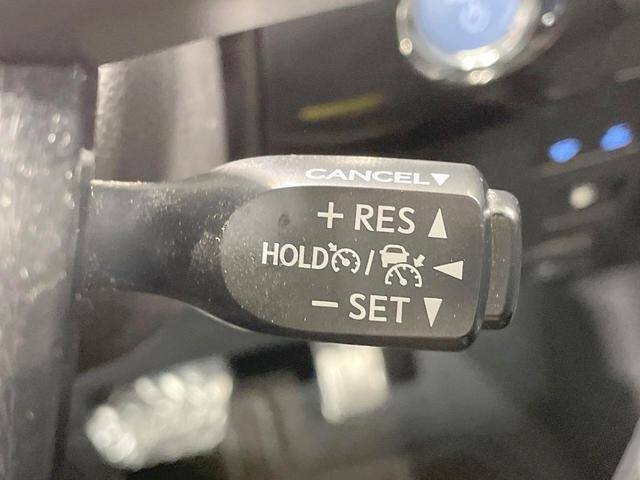 CANCEL▼
+ RES ▲
HOLD / ◀
− SET ▼